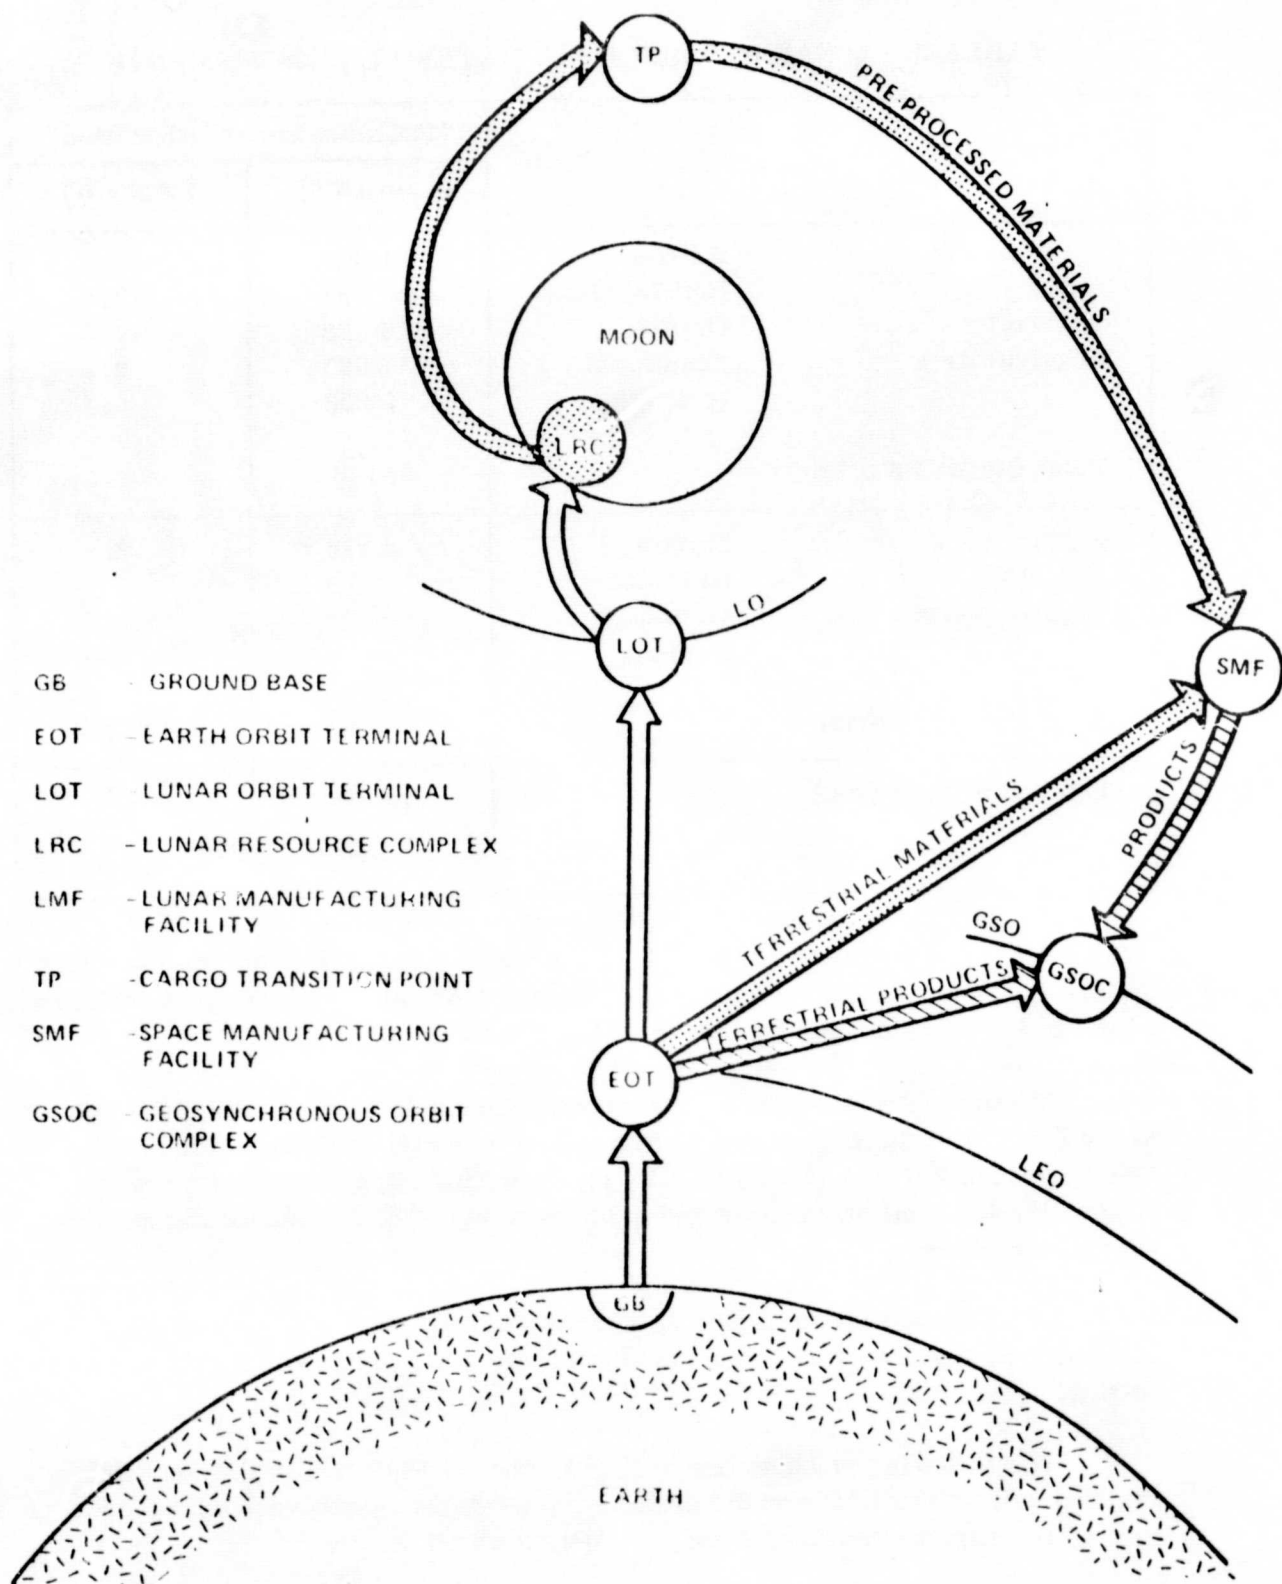 TP
PRE PROCESSED MATERIALS
MOON
LRC
LO
LOT
SMF
GB - GROUND BASE
EOT - EARTH ORBIT TERMINAL
LOT LUNAR ORBIT TERMINAL
LRC - LUNAR RESOURCE COMPLEX
LMF - LUNAR MANUFACTURING
FACILITY
TP - CARGO TRANSITION POINT
SMF - SPACE MANUFACTURING
FACILITY
GSOC - GEOSYNCHRONOUS ORBIT
COMPLEX
TERRESTRIAL MATERIALS
PRODUCTS
GSO
GSOC
TERRESTRIAL PRODUCTS
EOT
LEO
GB
EARTH